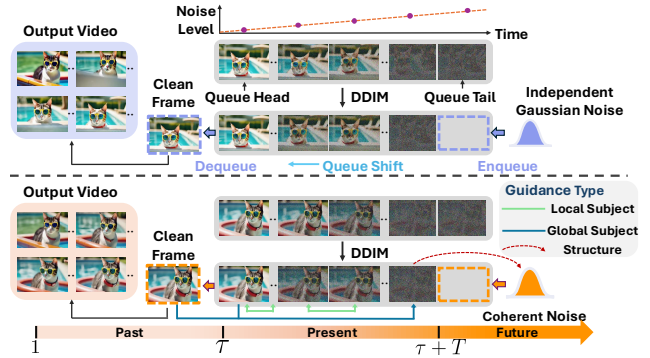 Noise
Level
Time
Output Video
Clean
Frame
Queue Head
DDIM
Queue Tail
Independent
Gaussian Noise
Dequeue
Queue Shift
Enqueue
Output Video
Clean
Frame
DDIM
Guidance Type
Local Subject
Global Subject
Structure
Coherent Noise
Past
Present
Future
1
τ
τ + T